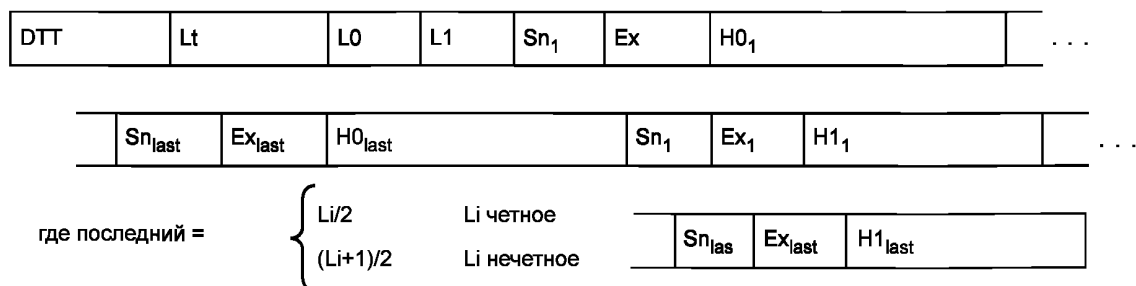 DTT Lt L0 L1 Sn1 Ex H01 . . .
Snlast Exlast H0last Sn1 Ex1 H11 . . .
где последний = Li/2 Li четное
(Li+1)/2 Li нечетное
Snlas Exlast H1last